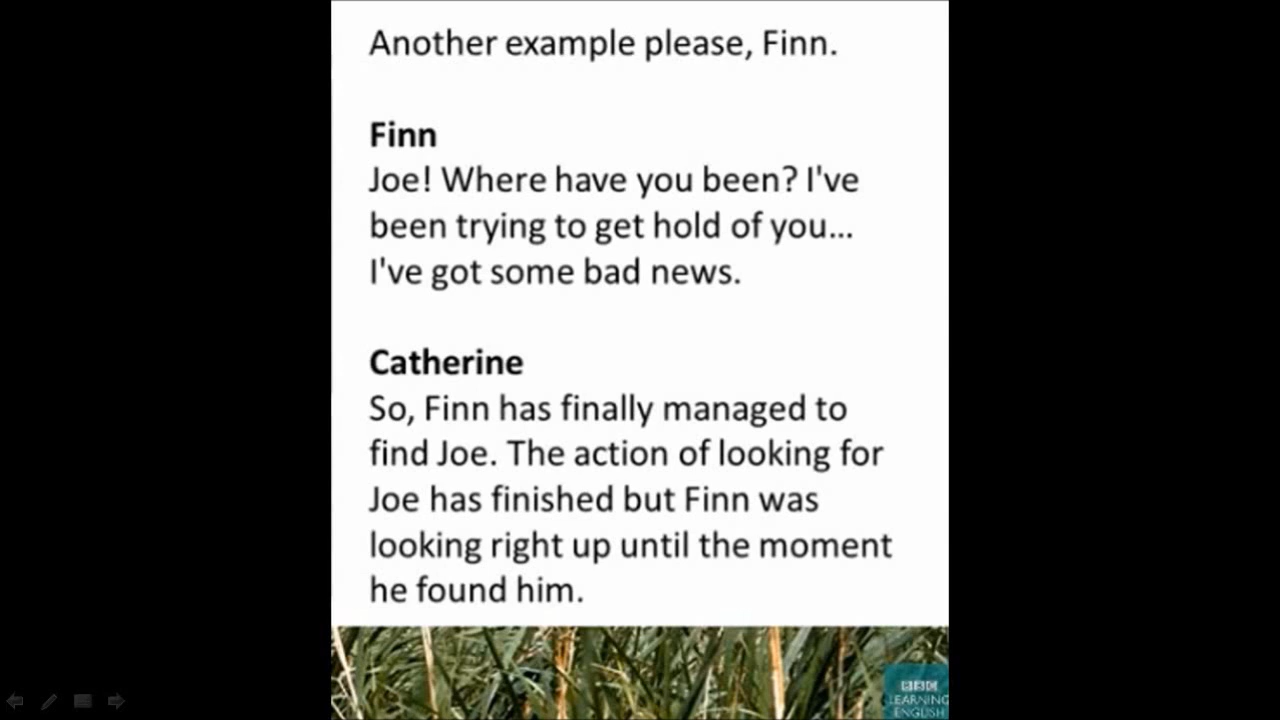 Another example please, Finn.
Finn
Joe! Where have you been? I've
been trying to get hold of you...
I've got some bad news.
Catherine
So, Finn has finally managed to
find Joe. The action of looking for
Joe has finished but Finn was
looking right up until the moment
he found him.
BBC
LEARNING
ENGLISH